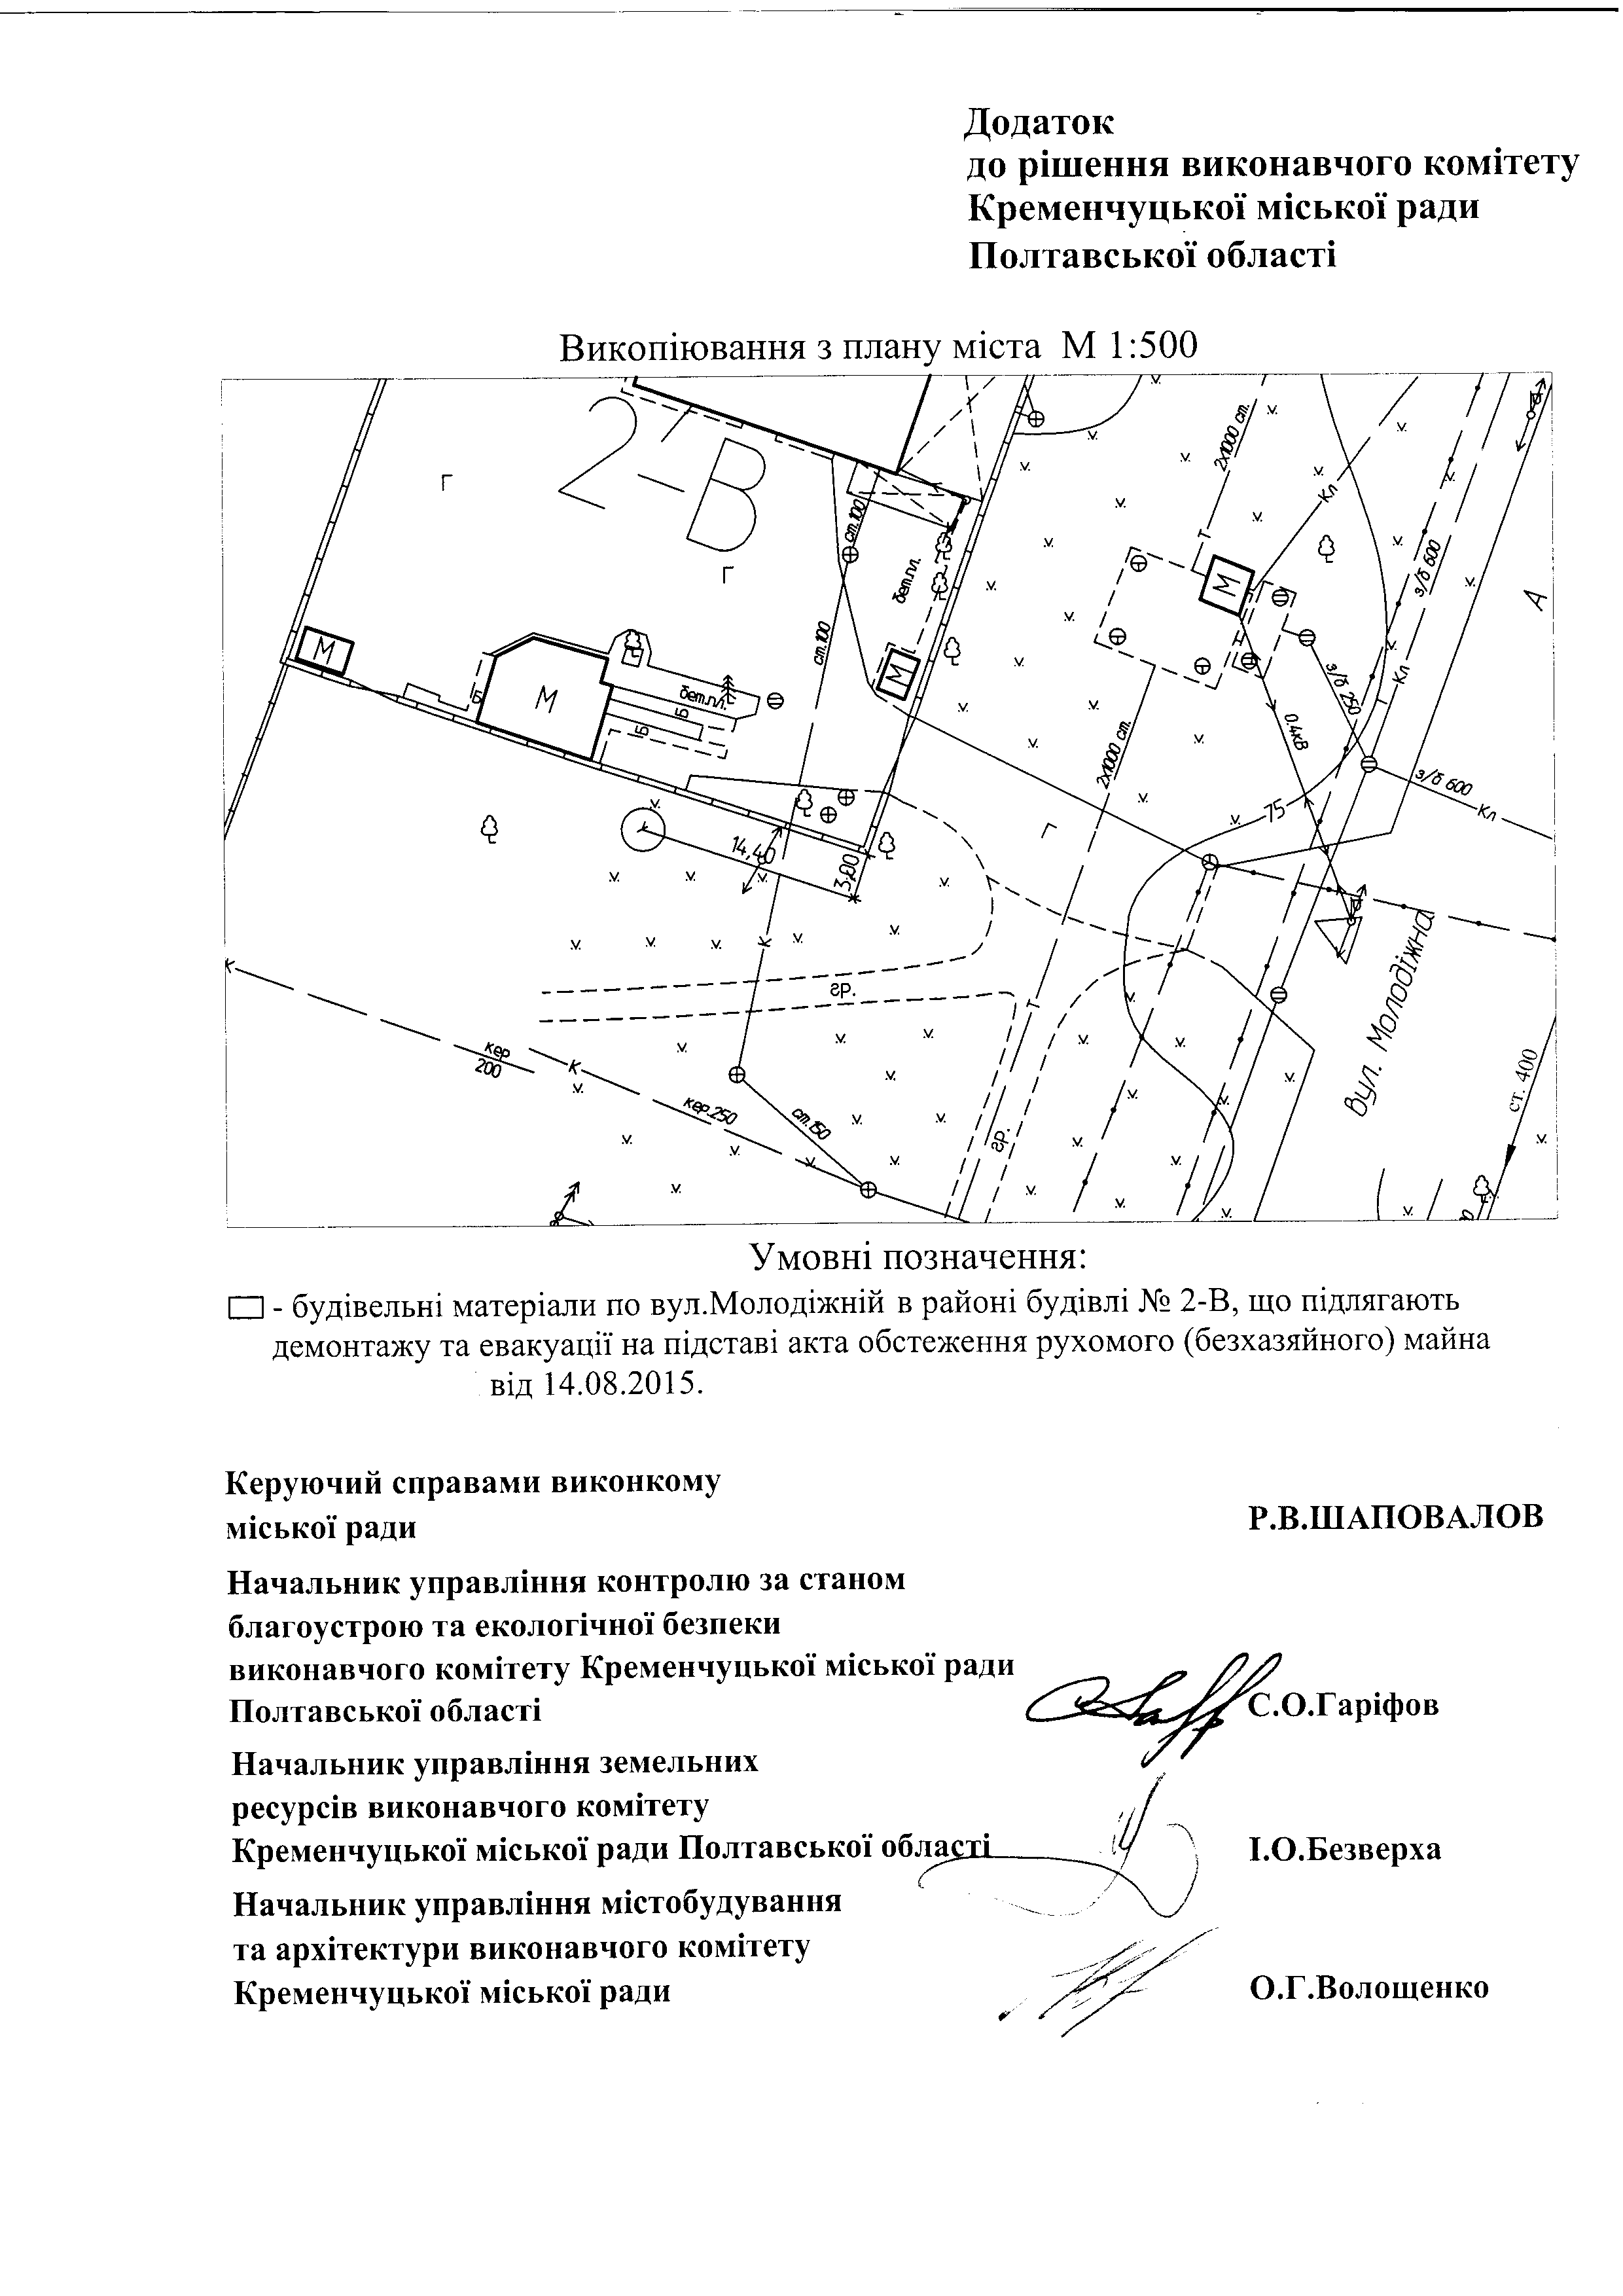 Додаток
до рішення виконавчого комітету
Кременчуцької міської ради
Полтавської області
Викопіювання з плану міста М 1:500
2-В
Г
Г
ст.100
ст.100
бет.пл.
М
М
М
М
Б
бет.пл.
Б
Б
2х1000 ст.
Т
Кл
з/б 600
А
Т
Кл
Т
з/б 250
0.4кВ
2х1000 ст.
з/б 600
Кл
75
Г
14,40
3,00
К
К
гр.
Т
вул. Молодіжна
кер
200
К
кер.250
К
ст.150
гр.
ст. 400
Умовні позначення:
- будівельні матеріали по вул.Молодіжній в районі будівлі № 2-В, що підлягають
демонтажу та евакуації на підставі акта обстеження рухомого (безхазяйного) майна
від 14.08.2015.
Керуючий справами виконкому
міської ради
Р.В.ШАПОВАЛОВ
Начальник управління контролю за станом
благоустрою та екологічної безпеки
виконавчого комітету Кременчуцької міської ради
Полтавської області
С.О.Гаріфов
Начальник управління земельних
ресурсів виконавчого комітету
Кременчуцької міської ради Полтавської області
І.О.Безверха
Начальник управління містобудування
та архітектури виконавчого комітету
Кременчуцької міської ради
О.Г.Волощенко